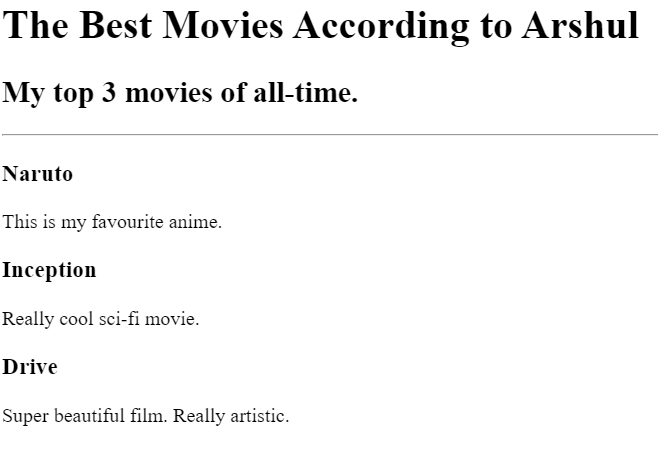 The Best Movies According to Arshul
My top 3 movies of all-time.
Naruto
This is my favourite anime.
Inception
Really cool sci-fi movie.
Drive
Super beautiful film. Really artistic.